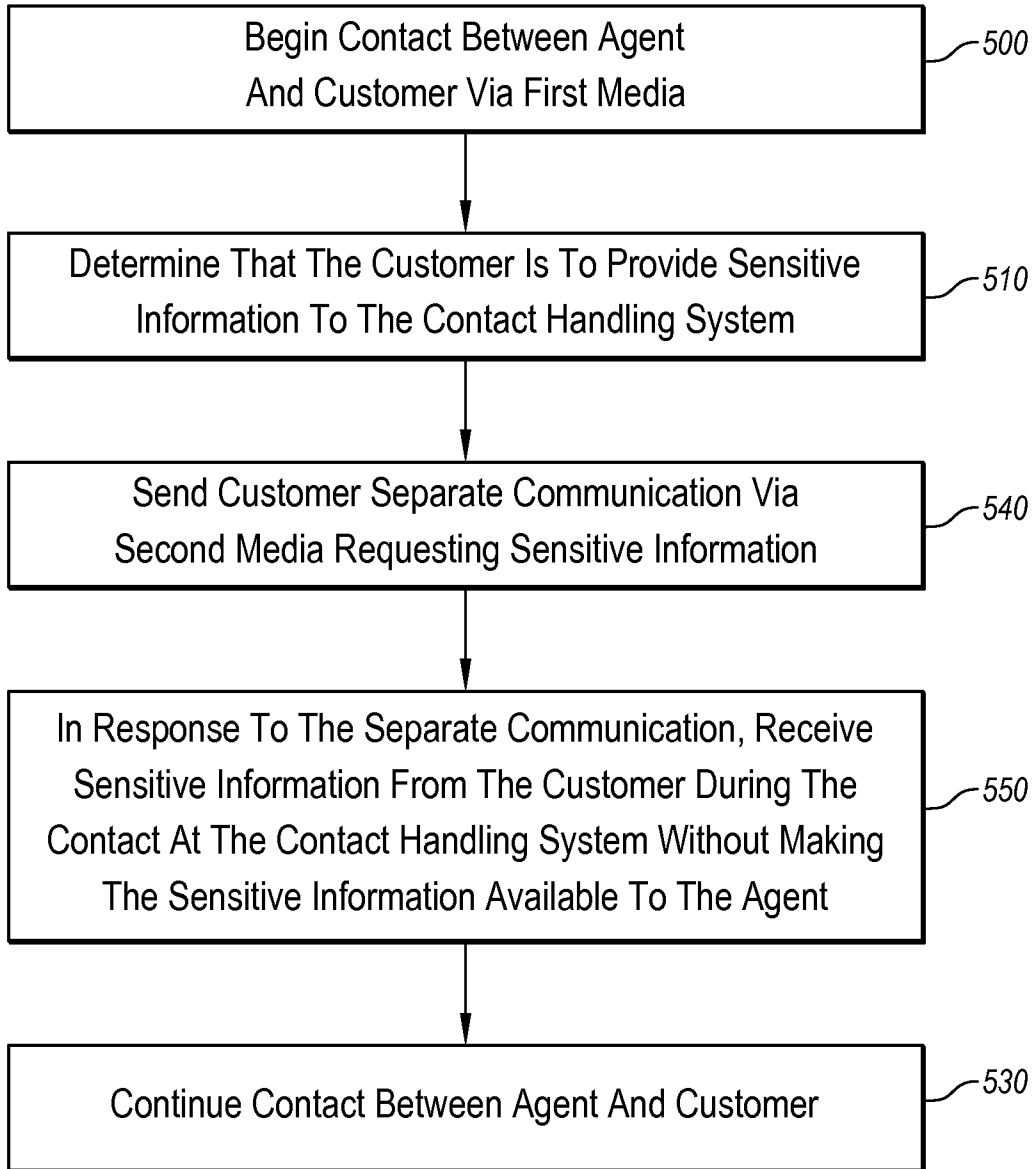 Begin Contact Between Agent
And Customer Via First Media
500
Determine That The Customer Is To Provide Sensitive
Information To The Contact Handling System
510
Send Customer Separate Communication Via
Second Media Requesting Sensitive Information
540
In Response To The Separate Communication, Receive
Sensitive Information From The Customer During The
Contact At The Contact Handling System Without Making
The Sensitive Information Available To The Agent
550
Continue Contact Between Agent And Customer
530